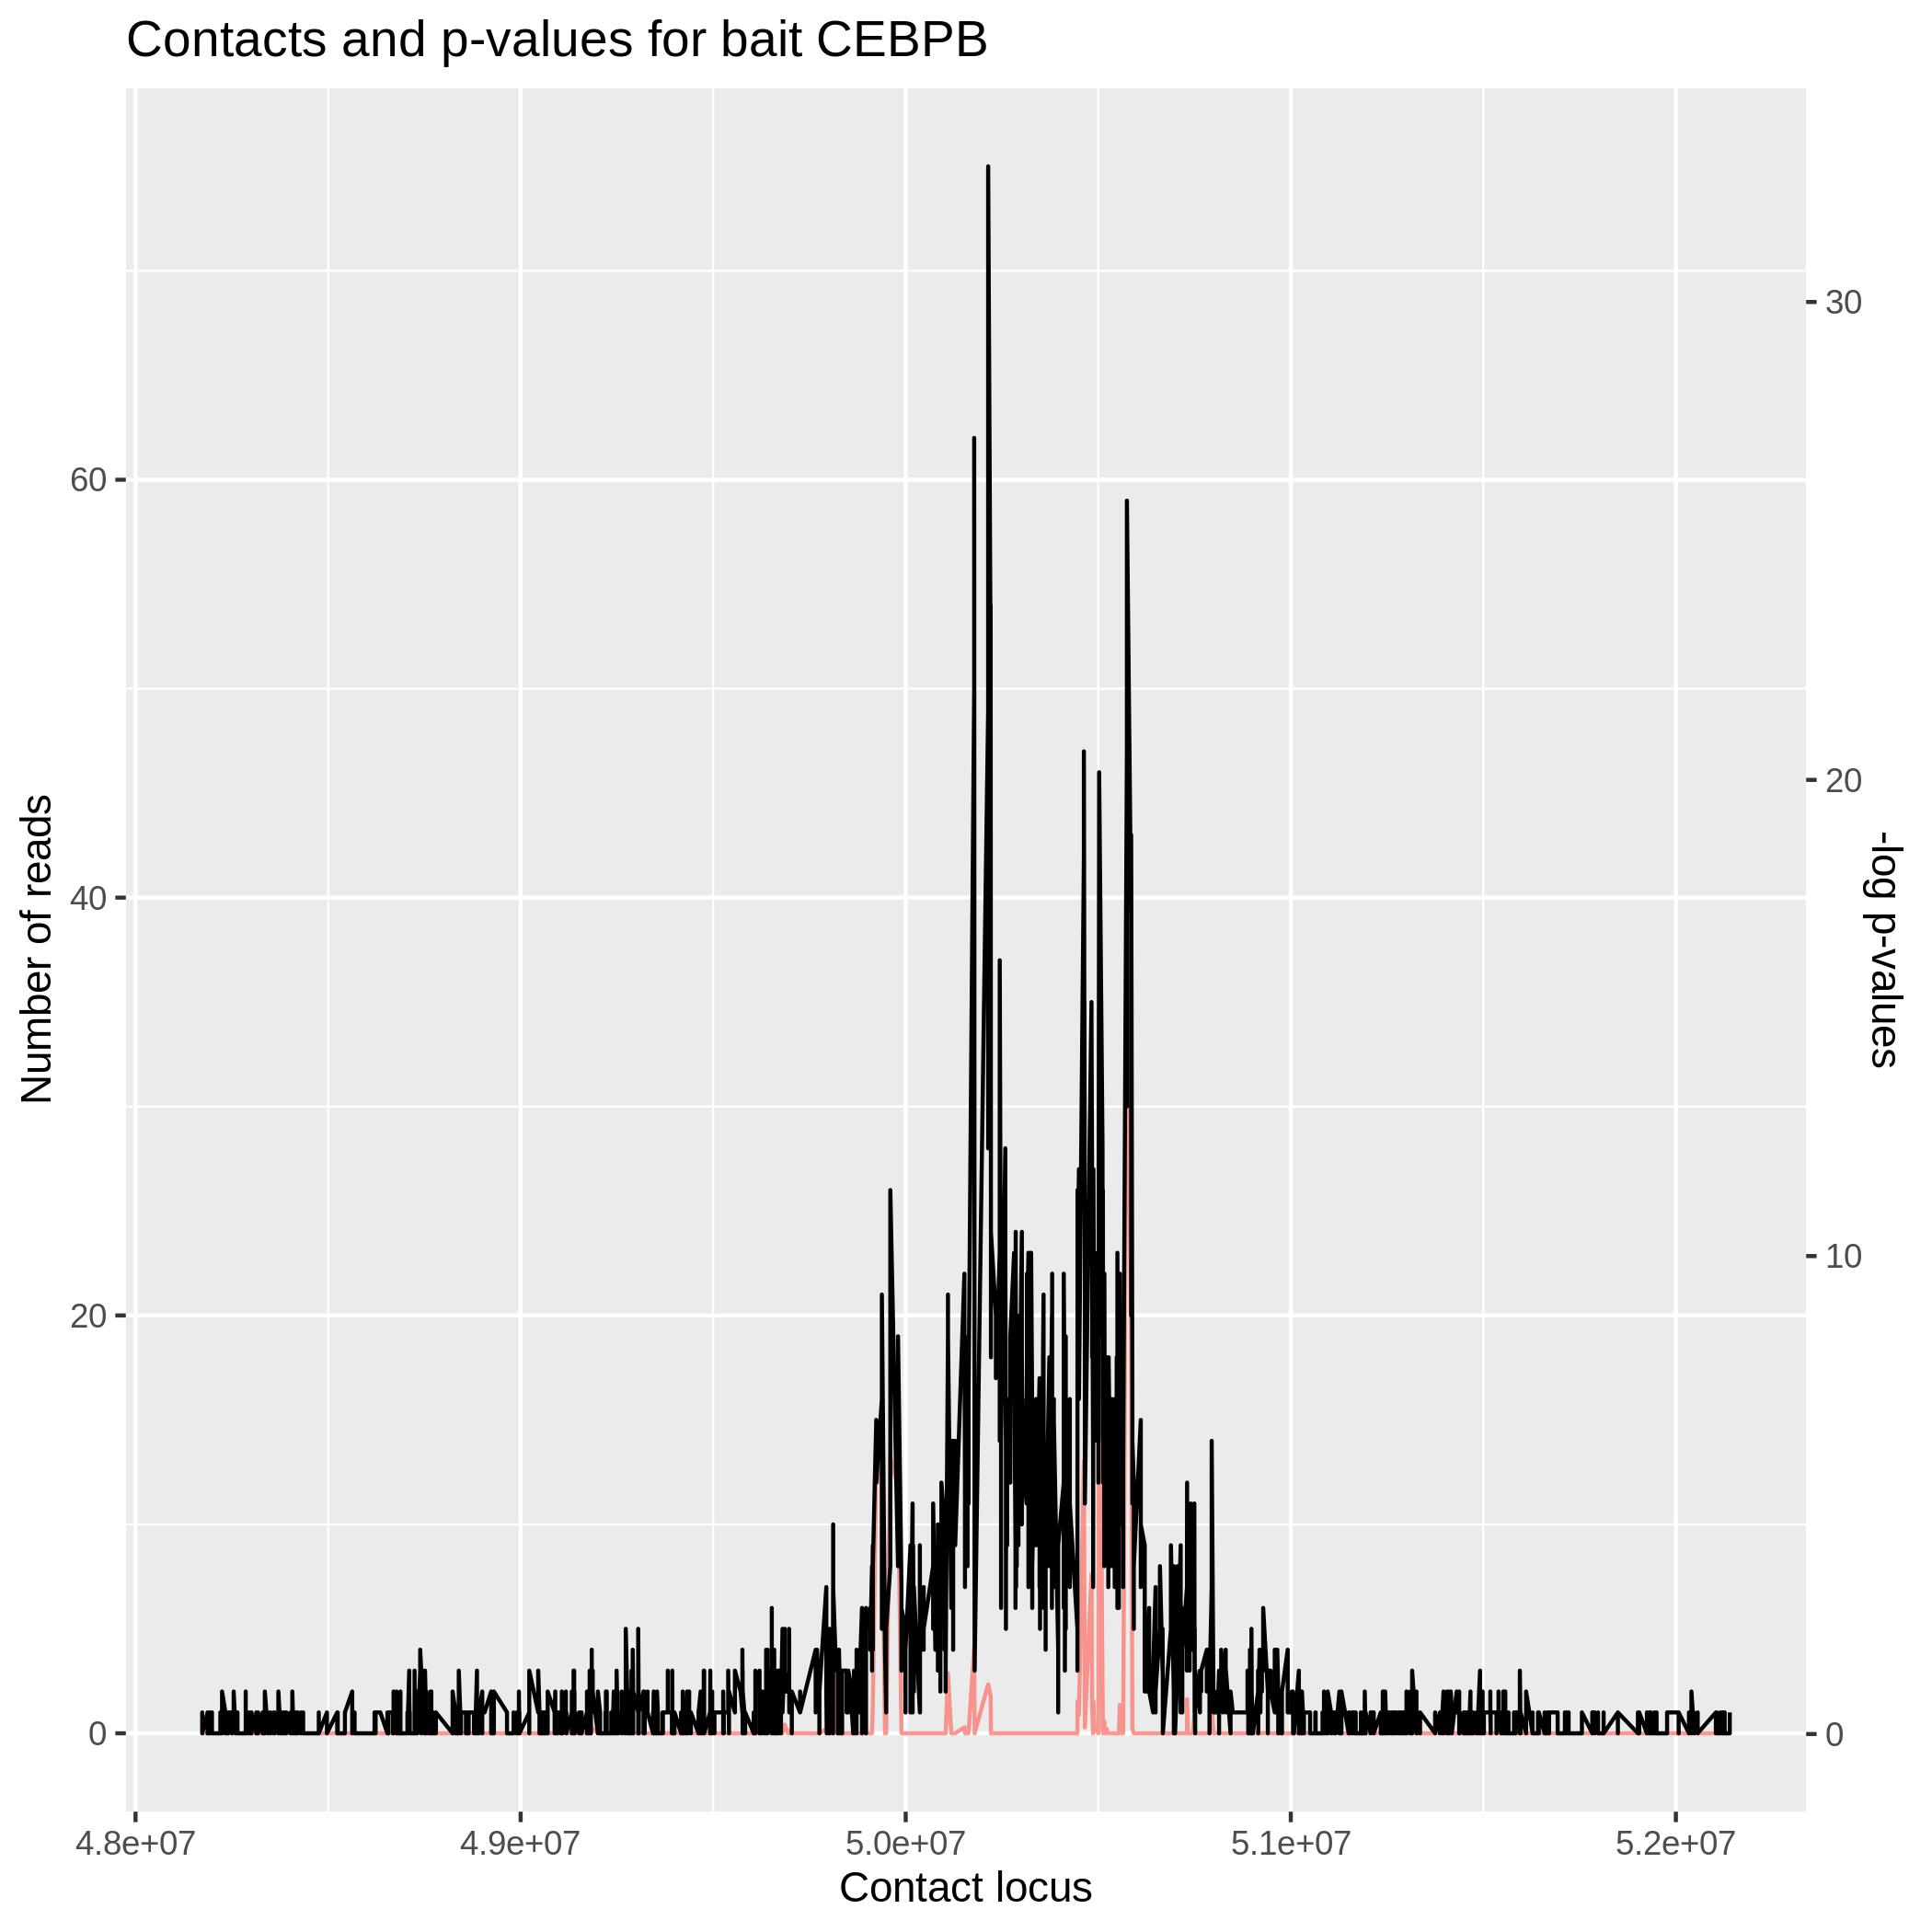 Contacts and p-values for bait CEBPB
Number of reads
60
40
20
0
30
20
10
0
-log p-values
4.8e+07
4.9e+07
5.0e+07
5.1e+07
5.2e+07
Contact locus